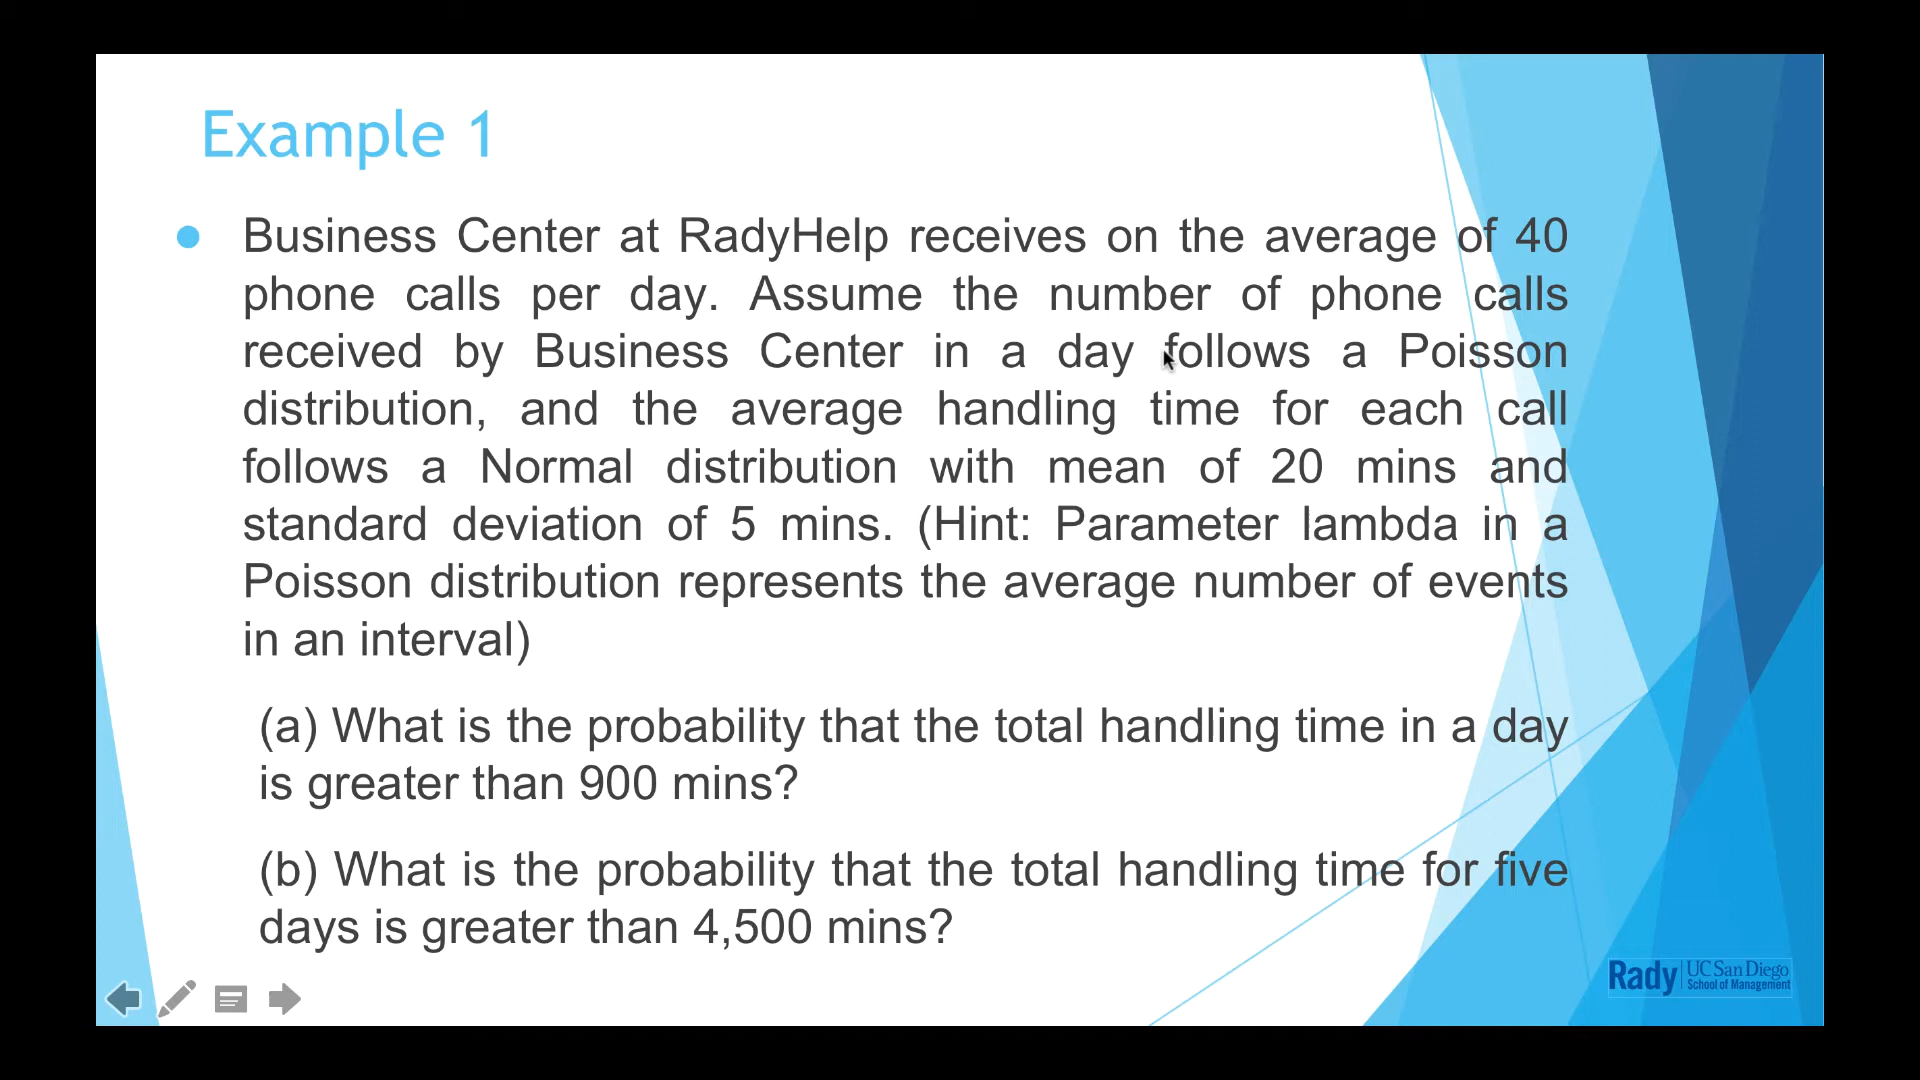 Example 1
Business Center at RadyHelp receives on the average of 40
phone calls per day. Assume the number of phone calls
received by Business Center in a day follows a Poisson
distribution, and the average handling time for each call
follows a Normal distribution with mean of 20 mins and
standard deviation of 5 mins. (Hint: Parameter lambda in a
Poisson distribution represents the average number of events
in an interval)
(a) What is the probability that the total handling time in a day
is greater than 900 mins?
(b) What is the probability that the total handling time for five
days is greater than 4,500 mins?
Rady
UC San Diego
School of Management